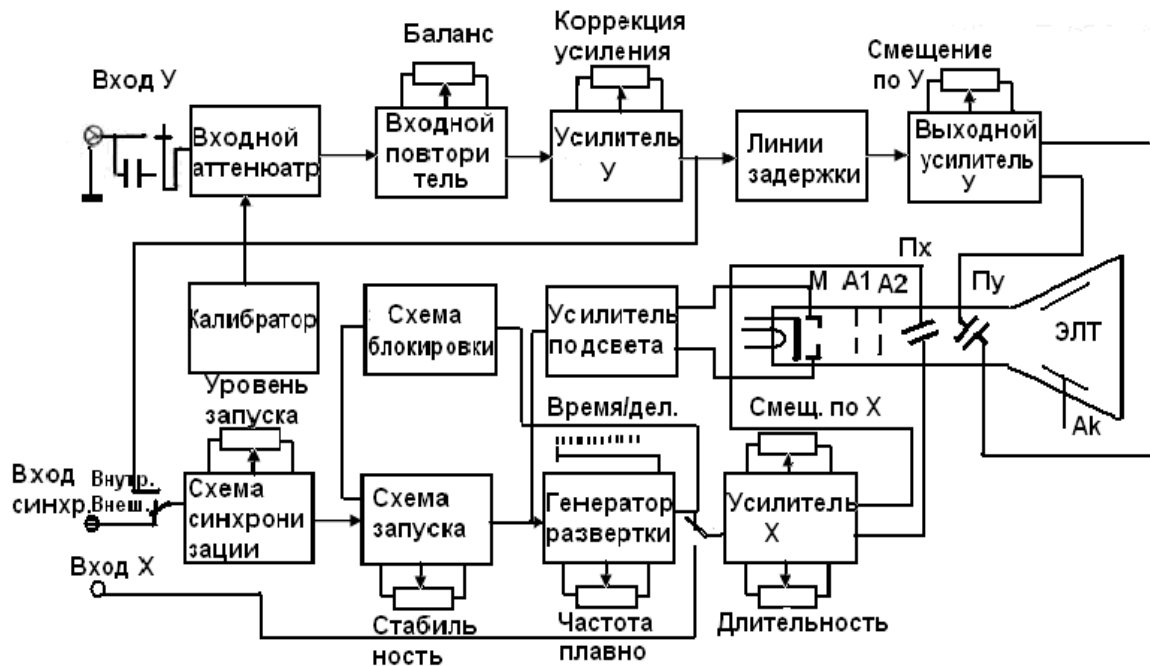 Баланс
Коррекция
усиления
Смещение
по У
Вход У
Входной
аттенюатр
Входной
повтори
тель
Усилитель
У
Линии
задержки
Выходной
усилитель
У
Пх
М А1 А2
Пу
ЭЛТ
Ak
Калибратор
Схема
блокировки
Усилитель
подсвета
Уровень
запуска
Время/дел.
Смещ. по Х
Вход
синхр.
Внутр.
Внеш.
Схема
синхрони
зации
Схема
запуска
Генератор
развертки
Усилитель
Х
Вход Х
Стабиль
ность
Частота
плавно
Длительность